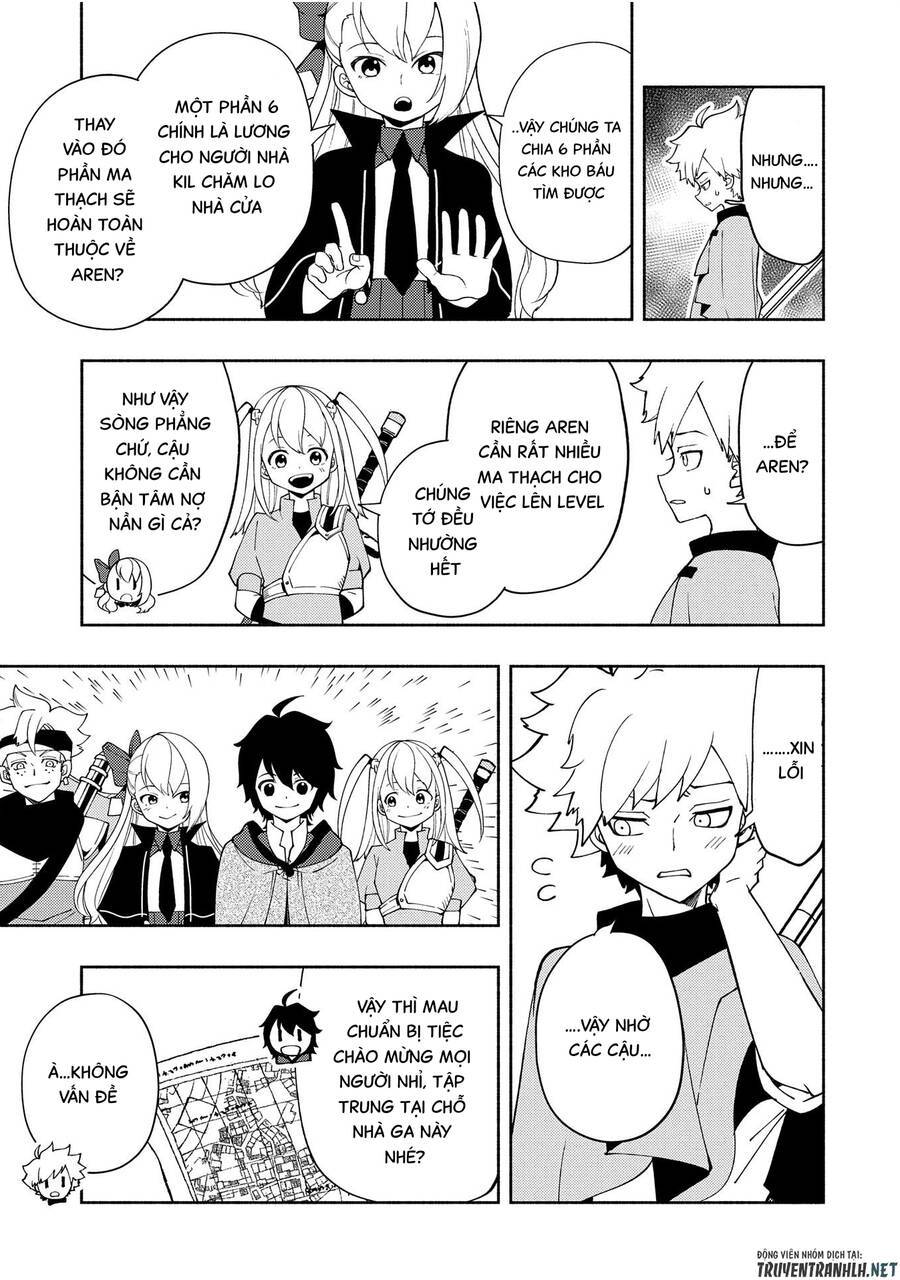 NHƯNG....
NHƯNG...
..VẬY CHÚNG TA
CHIA 6 PHẦN
CÁC KHO BÁU
TÌM ĐƯỢC
MỘT PHẦN 6
CHÍNH LÀ LƯƠNG
CHO NGƯỜI NHÀ
KIL CHĂM LO
NHÀ CỬA
THAY
VÀO ĐÓ
PHẦN MA
THẠCH SẼ
HOÀN TOÀN
THUỘC VỀ
AREN?
...ĐỂ
AREN?
RIÊNG AREN
CẦN RẤT NHIỀU
MA THẠCH CHO
VIỆC LÊN LEVEL
CHÚNG
TỚ ĐỀU
NHƯỜNG
HẾT
NHƯ VẬY
SÒNG PHẲNG
CHỨ, CẬU
KHÔNG CẦN
BẬN TÂM NỢ
NẦN GÌ CẢ?
.......XIN
LỖI
....VẬY NHỜ
CÁC CẬU...
VẬY THÌ MAU
CHUẨN BỊ TIỆC
CHÀO MỪNG MỌI
NGƯỜI NHỈ, TẬP
TRUNG TẠI CHỖ
NHÀ GA NÀY
NHÉ?
À...KHÔNG
VẤN ĐỀ
ĐỘNG VIÊN NHÓM DỊCH TẠI:
TRUYENTRANHLH.NET